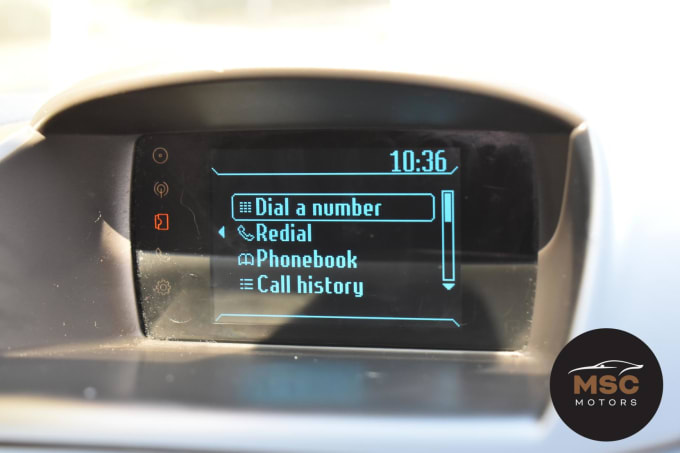 10:36
Dial a number
Redial
Phonebook
Call history
MSC
MOTORS